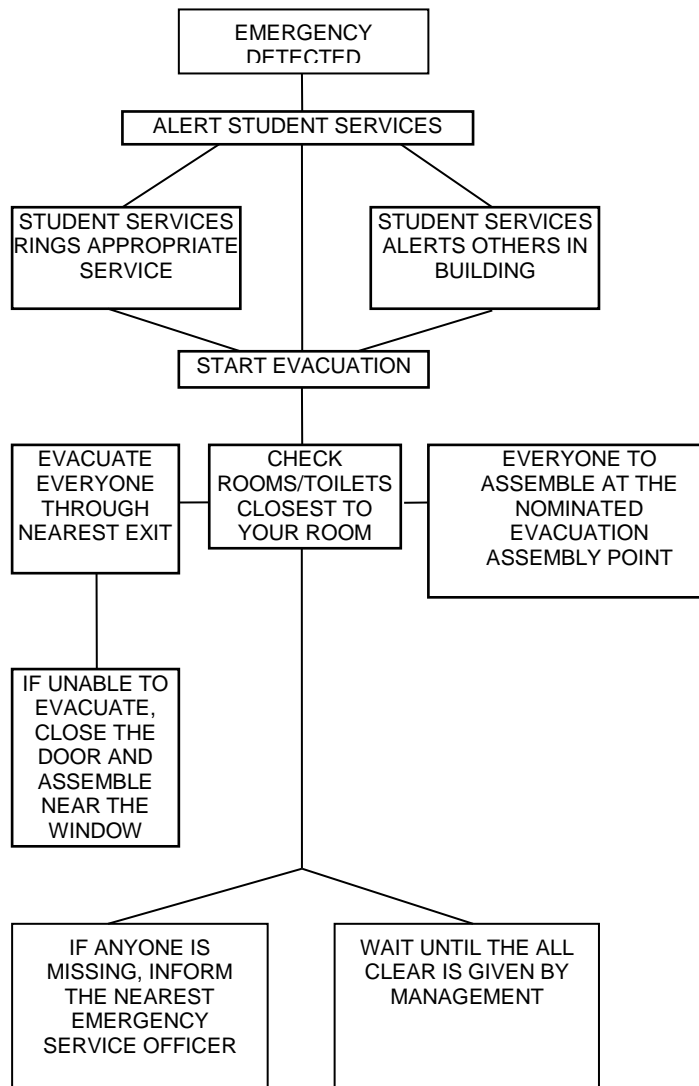 EMERGENCY
DETECTED
ALERT STUDENT SERVICES
STUDENT SERVICES
RINGS APPROPRIATE
SERVICE
STUDENT SERVICES
ALERTS OTHERS IN
BUILDING
START EVACUATION
EVACUATE
EVERYONE
THROUGH
NEAREST EXIT
CHECK
ROOMS/TOILETS
CLOSEST TO
YOUR ROOM
EVERYONE TO
ASSEMBLE AT THE
NOMINATED
EVACUATION
ASSEMBLY POINT
IF UNABLE TO
EVACUATE,
CLOSE THE
DOOR AND
ASSEMBLE
NEAR THE
WINDOW
IF ANYONE IS
MISSING, INFORM
THE NEAREST
EMERGENCY
SERVICE OFFICER
WAIT UNTIL THE ALL
CLEAR IS GIVEN BY
MANAGEMENT